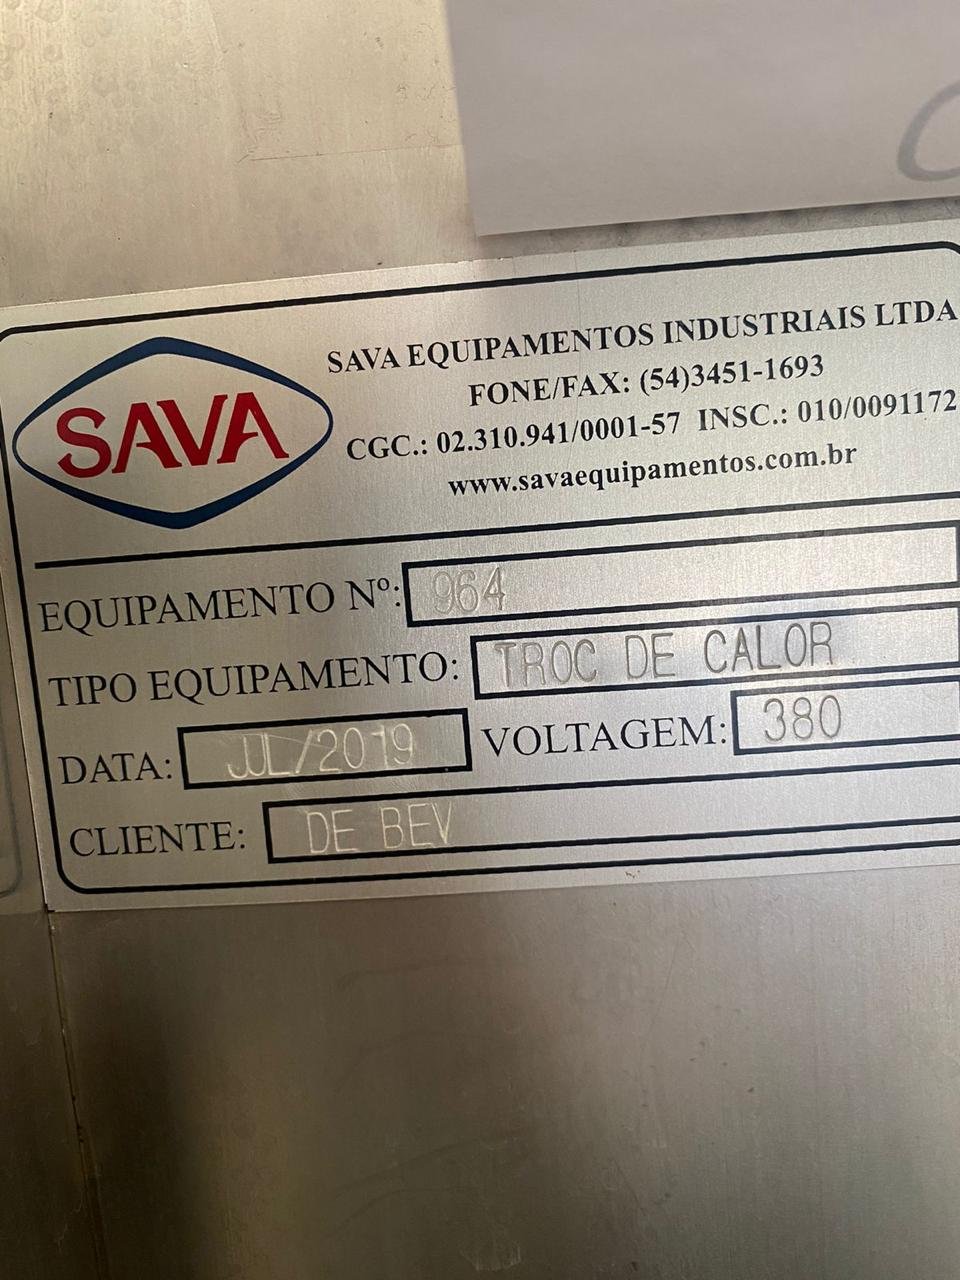 SAVA
SAVA EQUIPAMENTOS INDUSTRIAIS LTDA
FONE/FAX: (54)3451-1693
CGC.: 02.310.941/0001-57 INSC.: 010/0091172
www.savaequipamentos.com.br
EQUIPAMENTO Nº: 964
TIPO EQUIPAMENTO: TROC DE CALOR
DATA: JUL/2019 VOLTAGEM: 380
CLIENTE: DE BEV